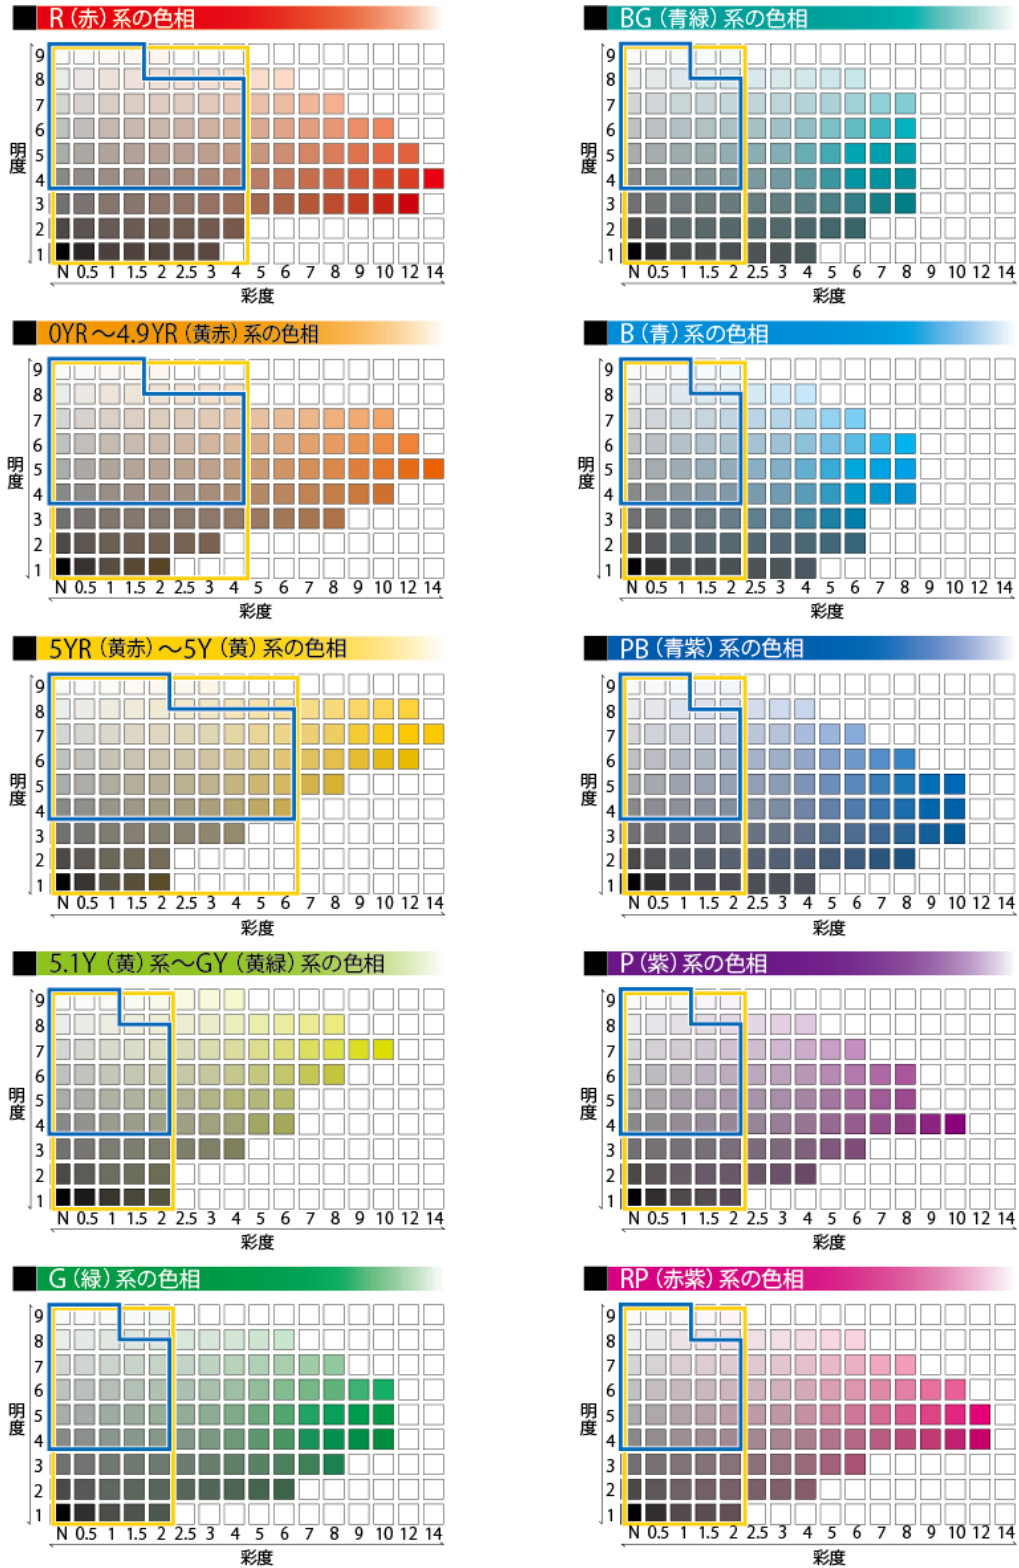 R（赤）系の色相
9
8
7
6
5
4
3
2
1
明度
N 0.5 1 1.5 2 2.5 3 4 5 6 7 8 9 10 12 14
彩度
0YR～4.9YR（黄赤）系の色相
9
8
7
6
5
4
3
2
1
明度
N 0.5 1 1.5 2 2.5 3 4 5 6 7 8 9 10 12 14
彩度
5YR（黄赤）～5Y（黄）系の色相
9
8
7
6
5
4
3
2
1
明度
N 0.5 1 1.5 2 2.5 3 4 5 6 7 8 9 10 12 14
彩度
5.1Y（黄）系～GY（黄緑）系の色相
9
8
7
6
5
4
3
2
1
明度
N 0.5 1 1.5 2 2.5 3 4 5 6 7 8 9 10 12 14
彩度
G（緑）系の色相
9
8
7
6
5
4
3
2
1
明度
N 0.5 1 1.5 2 2.5 3 4 5 6 7 8 9 10 12 14
彩度
BG（青緑）系の色相
9
8
7
6
5
4
3
2
1
明度
N 0.5 1 1.5 2 2.5 3 4 5 6 7 8 9 10 12 14
彩度
B（青）系の色相
9
8
7
6
5
4
3
2
1
明度
N 0.5 1 1.5 2 2.5 3 4 5 6 7 8 9 10 12 14
彩度
PB（青紫）系の色相
9
8
7
6
5
4
3
2
1
明度
N 0.5 1 1.5 2 2.5 3 4 5 6 7 8 9 10 12 14
彩度
P（紫）系の色相
9
8
7
6
5
4
3
2
1
明度
N 0.5 1 1.5 2 2.5 3 4 5 6 7 8 9 10 12 14
彩度
RP（赤紫）系の色相
9
8
7
6
5
4
3
2
1
明度
N 0.5 1 1.5 2 2.5 3 4 5 6 7 8 9 10 12 14
彩度